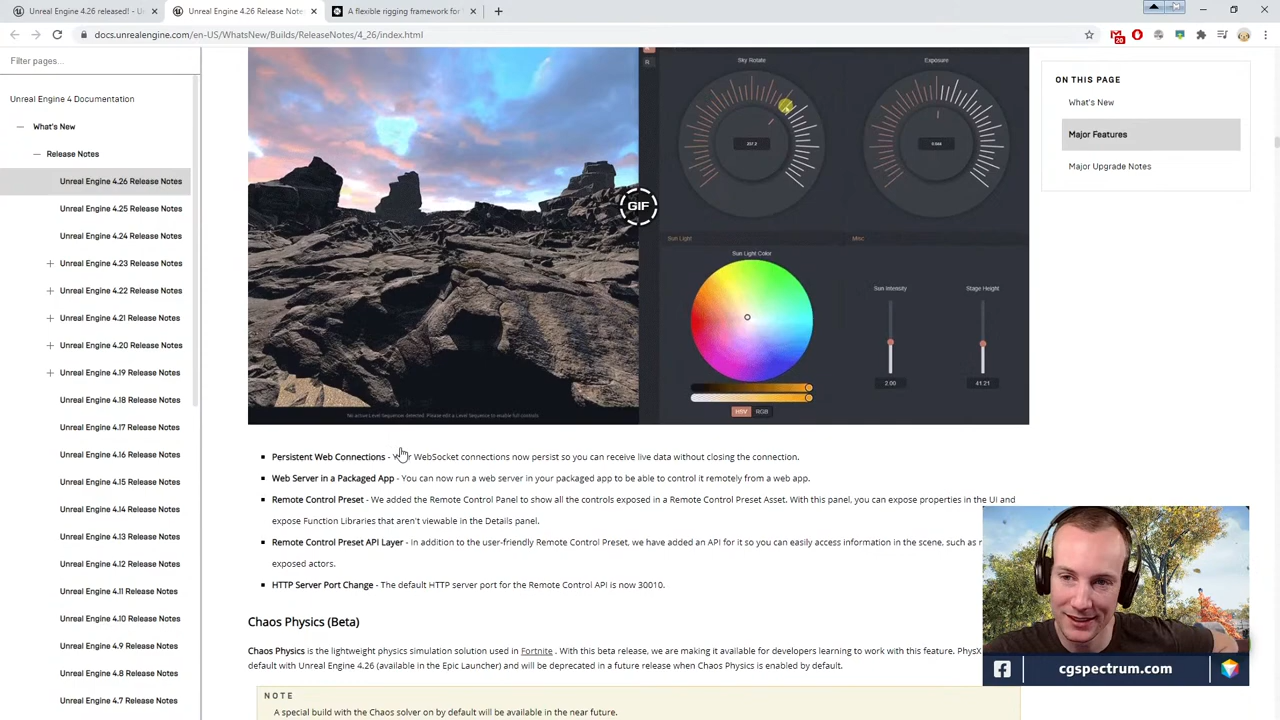 Unreal Engine 4.26 released! - U
Unreal Engine 4.26 Release Notes
A flexible rigging framework for
docs.unrealengine.com/en-US/WhatsNew/Builds/ReleaseNotes/4_26/index.html
20
Filter pages...
Unreal Engine 4 Documentation
What's New
Release Notes
Unreal Engine 4.26 Release Notes
Unreal Engine 4.25 Release Notes
Unreal Engine 4.24 Release Notes
Unreal Engine 4.23 Release Notes
Unreal Engine 4.22 Release Notes
Unreal Engine 4.21 Release Notes
Unreal Engine 4.20 Release Notes
Unreal Engine 4.19 Release Notes
Unreal Engine 4.18 Release Notes
Unreal Engine 4.17 Release Notes
Unreal Engine 4.16 Release Notes
Unreal Engine 4.15 Release Notes
Unreal Engine 4.14 Release Notes
Unreal Engine 4.13 Release Notes
Unreal Engine 4.12 Release Notes
Unreal Engine 4.11 Release Notes
Unreal Engine 4.10 Release Notes
Unreal Engine 4.9 Release Notes
Unreal Engine 4.8 Release Notes
Unreal Engine 4.7 Release Notes
R
Sky Rotate
Exposure
GIF
Sun Light
Misc
Sun Light Color
Sun Intensity
Stage Height
2.00
41.21
HSV
RGB
Persistent Web Connections - WebSocket connections now persist so you can receive live data without closing the connection.
Web Server in a Packaged App - You can now run a web server in your packaged app to be able to control it remotely from a web app.
Remote Control Preset - We added the Remote Control Panel to show all the controls exposed in a Remote Control Preset Asset. With this panel, you can expose properties in the UI and
expose Function Libraries that aren't viewable in the Details panel.
Remote Control Preset API Layer - In addition to the user-friendly Remote Control Preset, we have added an API for it so you can easily access information in the scene, such as
exposed actors.
HTTP Server Port Change - The default HTTP server port for the Remote Control API is now 30010.
Chaos Physics (Beta)
Chaos Physics is the lightweight physics simulation solution used in Fortnite . With this beta release, we are making it available for developers learning to work with this feature. PhysX
default with Unreal Engine 4.26 (available in the Epic Launcher) and will be deprecated in a future release when Chaos Physics is enabled by default.
NOTE
A special build with the Chaos solver on by default will be available in the near future.
ON THIS PAGE
What's New
Major Features
Major Upgrade Notes
cgspectrum.com